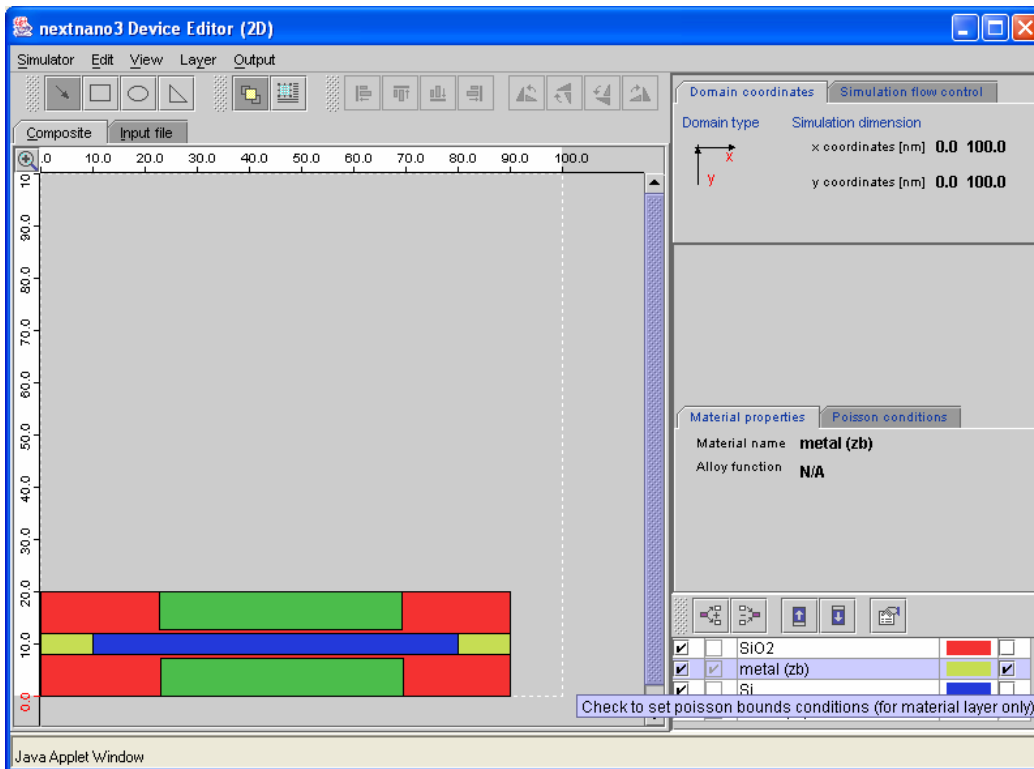 nextnano3 Device Editor (2D)
Simulator Edit View Layer Output
Composite Input file
.0 10.0 20.0 30.0 40.0 50.0 60.0 70.0 80.0 90.0 100.0
10
90.0
80.0
70.0
60.0
50.0
40.0
30.0
20.0
10.0
0.0
x
y
Domain coordinates Simulation flow control
Domain type Simulation dimension
x coordinates [nm] 0.0 100.0
y coordinates [nm] 0.0 100.0
Material properties Poisson conditions
Material name metal (zb)
Alloy function N/A
SiO2
metal (zb)
Si
Check to set poisson bounds conditions (for material layer only)
Java Applet Window